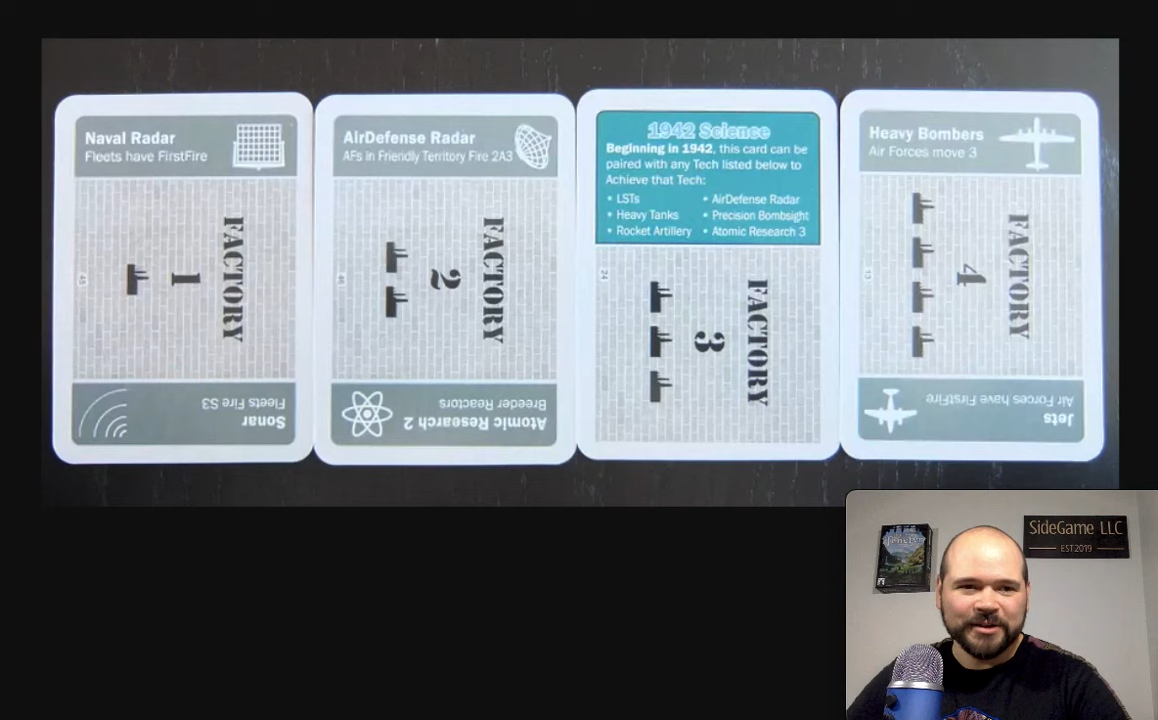 Naval Radar
Fleets have FirstFire
FACTORY
1
45
Sonar
Fleets Fire S3
AirDefense Radar
AFs in Friendly Territory Fire 2A3
FACTORY
2
Atomic Research 2
Breeder Reactors
1942 Science
Beginning in 1942, this card can be
paired with any Tech listed below to
Achieve that Tech:
• LSTs
• Heavy Tanks
• Rocket Artillery
• AirDefense Radar
• Precision Bombsight
• Atomic Research 3
FACTORY
3
24
Heavy Bombers
Air Forces move 3
FACTORY
4
Jets
Air Forces have FirstFire
SideGame LLC
EST.2019